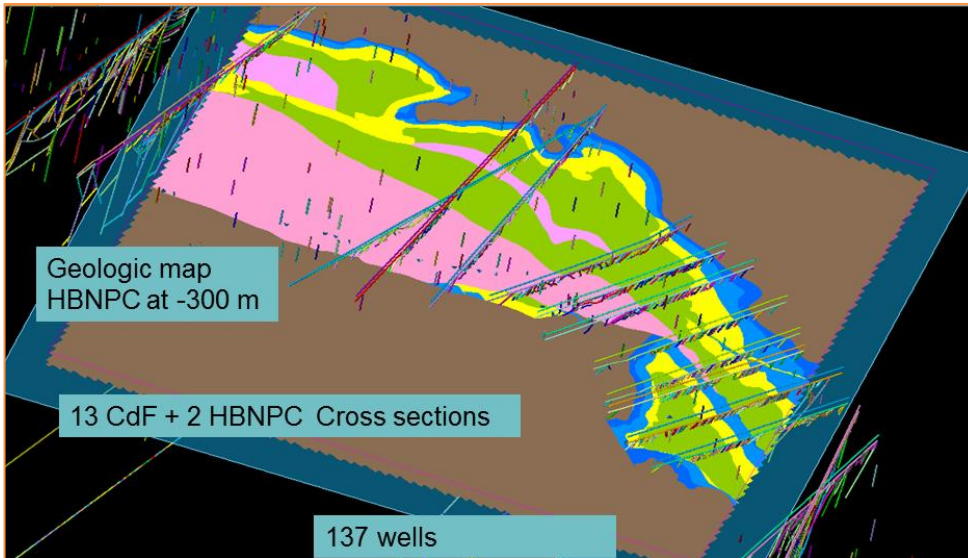 Geologic map
HBNPC at -300 m
13 CdF + 2 HBNPC Cross sections
137 wells